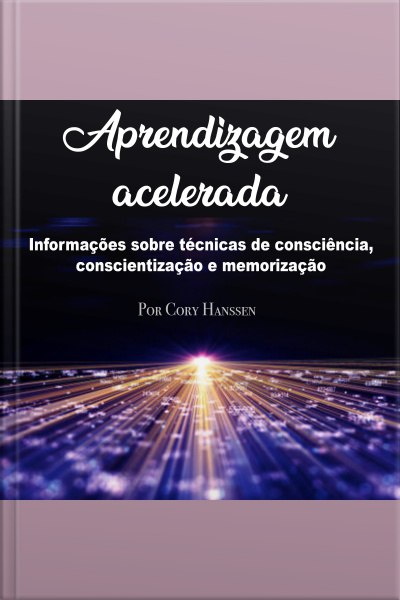 Aprendizagem
acelerada
Informações sobre técnicas de consciência,
conscientização e memorização
Por Cory Hanssen